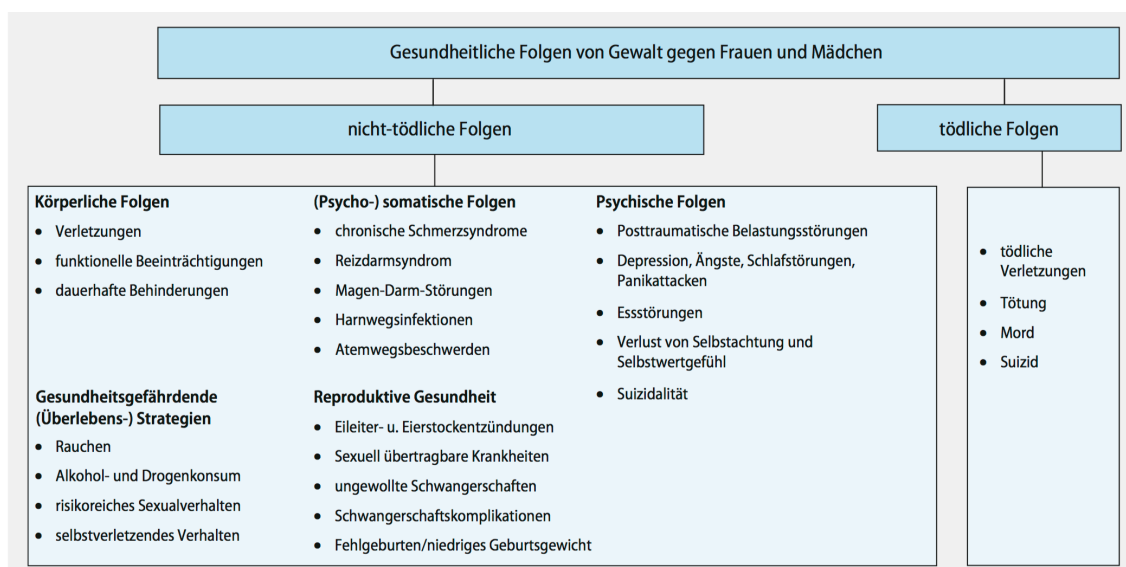 Gesundheitliche Folgen von Gewalt gegen Frauen und Mädchen
nicht-tödliche Folgen
tödliche Folgen
Körperliche Folgen
• Verletzungen
• funktionelle Beeinträchtigungen
• dauerhafte Behinderungen
(Psycho-) somatische Folgen
• chronische Schmerzsyndrome
• Reizdarmsyndrom
• Magen-Darm-Störungen
• Harnwegsinfektionen
• Atemwegsbeschwerden
Psychische Folgen
• Posttraumatische Belastungsstörungen
• Depression, Ängste, Schlafstörungen,
Panikattacken
• Essstörungen
• Verlust von Selbstachtung und
Selbstwertgefühl
• Suizidalität
Gesundheitsgefährdende
(Überlebens-) Strategien
• Rauchen
• Alkohol- und Drogenkonsum
• risikoreiches Sexualverhalten
• selbstverletzendes Verhalten
Reproduktive Gesundheit
• Eileiter- u. Eierstockentzündungen
• Sexuell übertragbare Krankheiten
• ungewollte Schwangerschaften
• Schwangerschaftskomplikationen
• Fehlgeburten/niedriges Geburtsgewicht
• tödliche
Verletzungen
• Tötung
• Mord
• Suizid